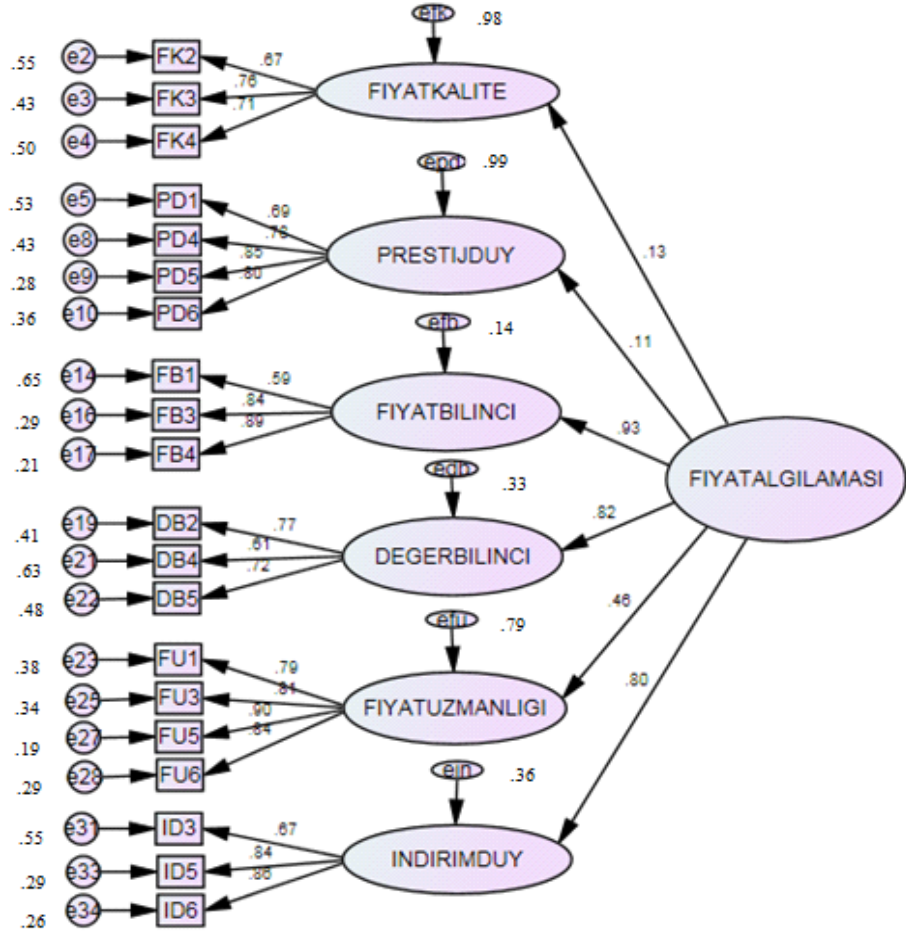 efk .98
.55 e2 FK2 .67
FIYATKALITE
.43 e3 FK3 .76
.50 e4 FK4 .71
epd .99
.53 e5 PD1 .69
.43 e8 PD4 .78
PRESTIJDUY
.13
.28 e9 PD5 .85
.36 e10 PD6 .80
efb .14
.11
.65 e14 FB1 .59
.29 e16 FB3 .84
FIYATBILINCI
.93
.21 e17 FB4 .89
FIYATALGILAMASI
edb .33
.41 e19 DB2 .77
.82
.63 e21 DB4 .61
DEGERBILINCI
.48 e22 DB5 .72
efu .79
.46
.38 e23 FU1 .79
.80
.34 e25 FU3 .81
FIYATUZMANLIGI
.19 e27 FU5 .90
.29 e28 FU6 .84
ein .36
.55 e31 ID3 .67
.29 e33 ID5 .84
INDIRIMDUY
.26 e34 ID6 .86